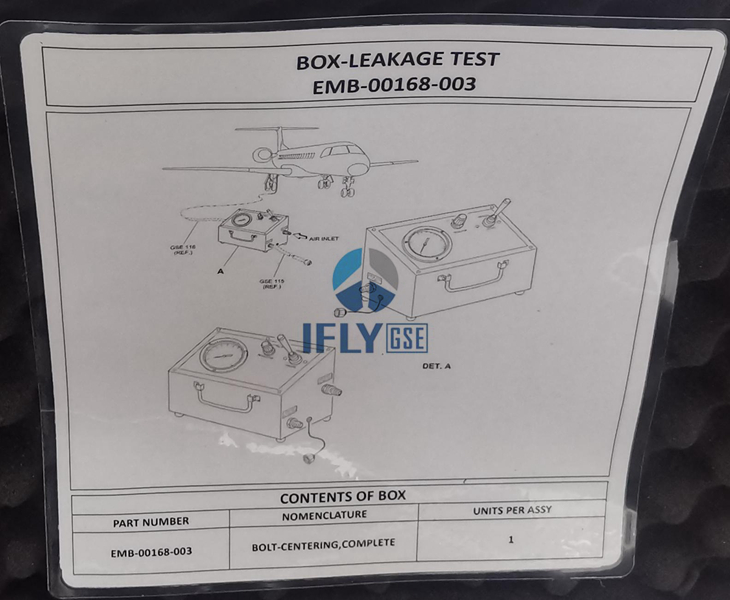 BOX-LEAKAGE TEST
EMB-00168-003
AIR INLET
GSE 116
(REF.)
A
GSE 115
(REF.)
IFLY GSE
DET. A
CONTENTS OF BOX
PART NUMBER NOMENCLATURE UNITS PER ASSY
EMB-00168-003 BOLT-CENTERING,COMPLETE 1